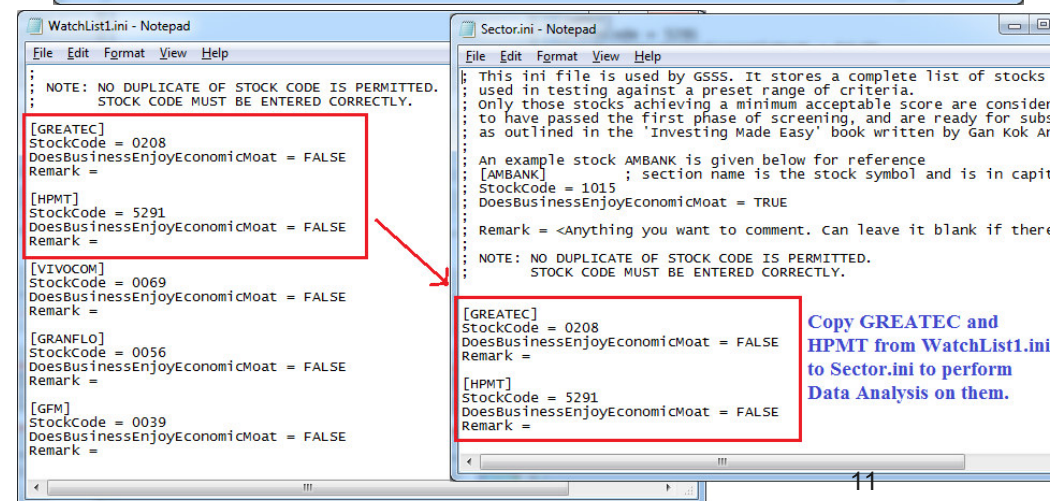 WatchList1.ini - Notepad
File Edit Format View Help
;
; NOTE: NO DUPLICATE OF STOCK CODE IS PERMITTED.
; STOCK CODE MUST BE ENTERED CORRECTLY.
[GREATEC]
StockCode = 0208
DoesBusinessEnjoyEconomicMoat = FALSE
Remark =
[HPMT]
StockCode = 5291
DoesBusinessEnjoyEconomicMoat = FALSE
Remark =
[VIVOCOM]
StockCode = 0069
DoesBusinessEnjoyEconomicMoat = FALSE
Remark =
[GRANFLO]
StockCode = 0056
DoesBusinessEnjoyEconomicMoat = FALSE
Remark =
[GFM]
StockCode = 0039
DoesBusinessEnjoyEconomicMoat = FALSE
Remark =
Sector.ini - Notepad
File Edit Format View Help
; This ini file is used by GSSS. It stores a complete list of stocks
; used in testing against a preset range of criteria.
; Only those stocks achieving a minimum acceptable score are consider
; to have passed the first phase of screening, and are ready for subs
; as outlined in the 'Investing Made Easy' book written by Gan Kok Ar
;
; An example stock AMBANK is given below for reference
; [AMBANK] ; section name is the stock symbol and is in capit
; StockCode = 1015
; DoesBusinessEnjoyEconomicMoat = TRUE
;
; Remark = <Anything you want to comment. Can leave it blank if there
;
; NOTE: NO DUPLICATE OF STOCK CODE IS PERMITTED.
; STOCK CODE MUST BE ENTERED CORRECTLY.
[GREATEC]
StockCode = 0208
DoesBusinessEnjoyEconomicMoat = FALSE
Remark =
[HPMT]
StockCode = 5291
DoesBusinessEnjoyEconomicMoat = FALSE
Remark =
Copy GREATEC and
HPMT from WatchList1.ini
to Sector.ini to perform
Data Analysis on them.
11